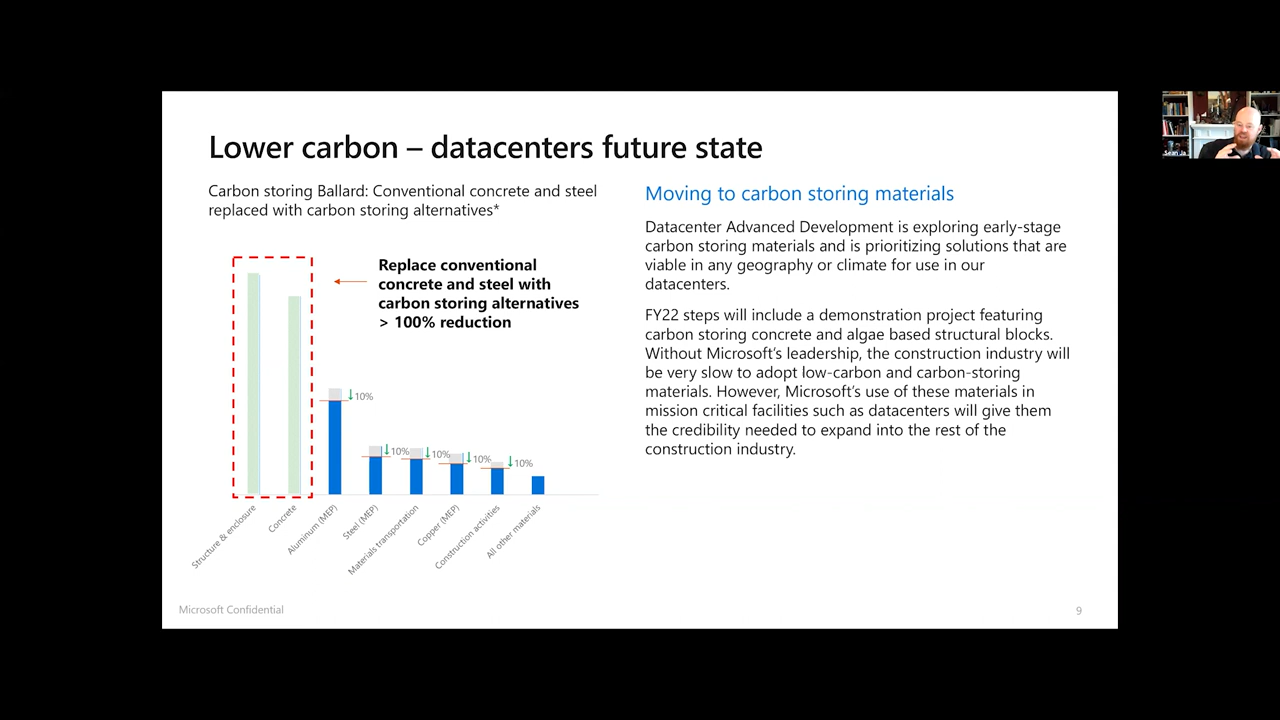 Lower carbon – datacenters future state
Carbon storing Ballard: Conventional concrete and steel
replaced with carbon storing alternatives*
Replace conventional
concrete and steel with
carbon storing alternatives
> 100% reduction
↓10%
↓10%
↓10%
↓10%
↓10%
Structure & enclosure
Concrete
Aluminum (MEP)
Steel (MEP)
Materials transportation
Copper (MEP)
Construction activities
All other materials
Moving to carbon storing materials
Datacenter Advanced Development is exploring early-stage
carbon storing materials and is prioritizing solutions that are
viable in any geography or climate for use in our
datacenters.
FY22 steps will include a demonstration project featuring
carbon storing concrete and algae based structural blocks.
Without Microsoft's leadership, the construction industry will
be very slow to adopt low-carbon and carbon-storing
materials. However, Microsoft's use of these materials in
mission critical facilities such as datacenters will give them
the credibility needed to expand into the rest of the
construction industry.
Microsoft Confidential
9
Sean Ja